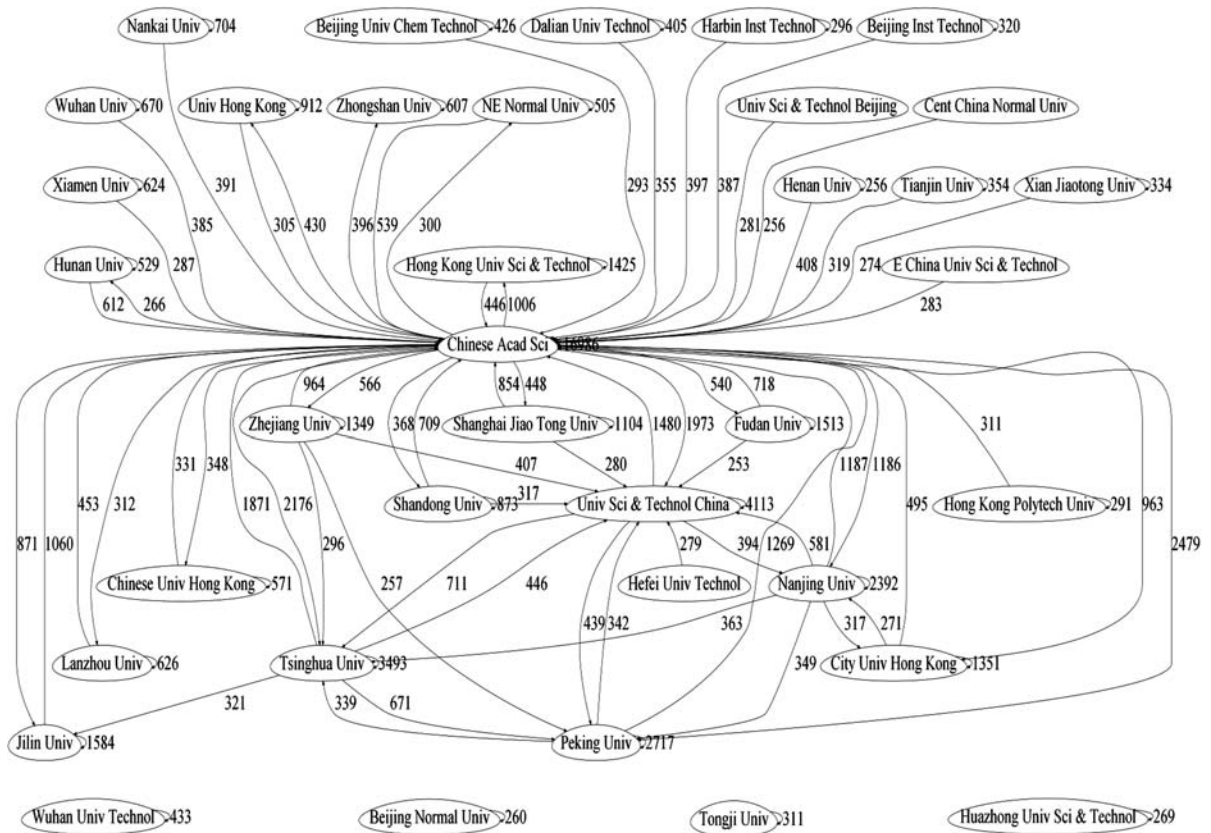 Nankai Univ 704 Beijing Univ Chem Technol 426 Dalian Univ Technol 405 Harbin Inst Technol 296 Beijing Inst Technol 320
Wuhan Univ 670 Univ Hong Kong 912 Zhongshan Univ 607 NE Normal Univ 505 Univ Sci & Technol Beijing Cent China Normal Univ
Xiamen Univ 624 391 293 355 397 387 Henan Univ 256 Tianjin Univ 354 Xian Jiaotong Univ 334
385 305 430 396 539 300 281 256
Hunan Univ 529 287 Hong Kong Univ Sci & Technol 1425 408 319 274 E China Univ Sci & Technol
612 266 446 1006 283
Chinese Acad Sci 16986
964 566 854 448 540 718
Zhejiang Univ 1349 368 709 Shanghai Jiao Tong Univ 1104 1480 1973 Fudan Univ 1513 311
331 348 407 280 253 1187 1186
453 312 1871 2176 Shandong Univ 873 317 Univ Sci & Technol China 4113 495 Hong Kong Polytech Univ 291 963
871 1060 296 394 1269 581 2479
Chinese Univ Hong Kong 571 257 711 446 279 Hefei Univ Technol Nanjing Univ 2392
439 342 363 317 271
Lanzhou Univ 626 Tsinghua Univ 3493 349 City Univ Hong Kong 1351
321 339 671
Jilin Univ 1584 Peking Univ 2717
Wuhan Univ Technol 433 Beijing Normal Univ 260 Tongji Univ 311 Huazhong Univ Sci & Technol 269